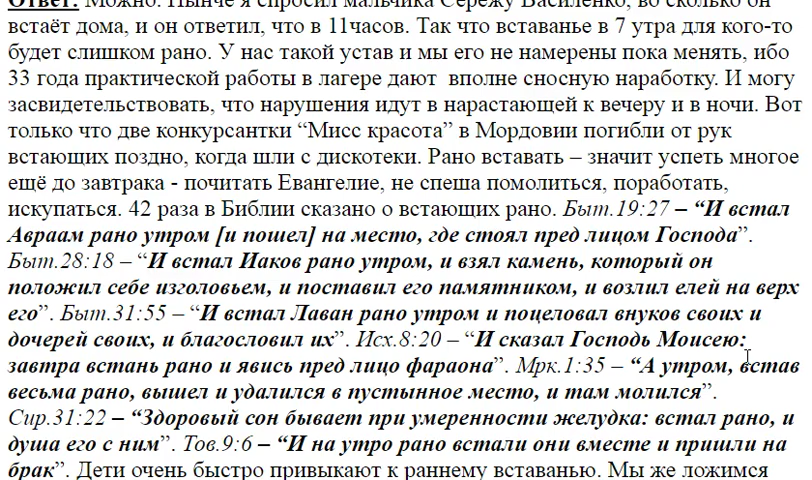 Ответ: Можно. Нынче я спросил мальчика Серёжу Василенко, во сколько он
встаёт дома, и он ответил, что в 11часов. Так что вставанье в 7 утра для кого-то
будет слишком рано. У нас такой устав и мы его не намерены пока менять, ибо
33 года практической работы в лагере дают вполне сносную наработку. И могу
засвидетельствовать, что нарушения идут в нарастающей к вечеру и в ночи. Вот
только что две конкурсантки “Мисс красота” в Мордовии погибли от рук
встающих поздно, когда шли с дискотеки. Рано вставать – значит успеть многое
ещё до завтрака - почитать Евангелие, не спеша помолиться, поработать,
искупаться. 42 раза в Библии сказано о встающих рано. Быт.19:27 – “И встал
Авраам рано утром [и пошел] на место, где стоял пред лицом Господа”.
Быт.28:18 – “И встал Иаков рано утром, и взял камень, который он
положил себе изголовьем, и поставил его памятником, и возлил елей на верх
его”. Быт.31:55 – “И встал Лаван рано утром и поцеловал внуков своих и
дочерей своих, и благословил их”. Исх.8:20 – “И сказал Господь Моисею:
завтра встань рано и явись пред лицо фараона”. Мрк.1:35 – “А утром, встав
весьма рано, вышел и удалился в пустынное место, и там молился”.
Сир.31:22 – “Здоровый сон бывает при умеренности желудка: встал рано, и
душа его с ним”. Тов.9:6 – “И на утро рано встали они вместе и пришли на
брак”. Дети очень быстро привыкают к раннему вставанью. Мы же ложимся